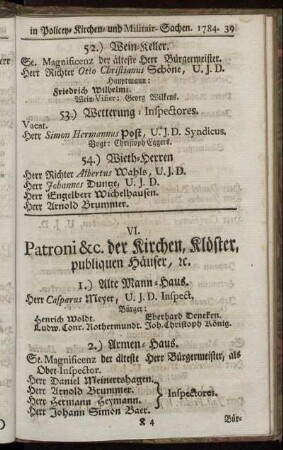 in Policey- Kirchen- und Militair- Sachen. 1784. 39
52.) Wein-Keller.
Se. Magnificenz der älteste Herr Bürgermeister.
Herr Richter Otto Christianus Schöne, U. J. D.
Hauptmann:
Friedrich Wilhelmi.
Wein-Visier: Georg Wilkens.
53.) Wetterung-Inspectores.
Vacat.
Herr Simon Hermannus Post, U. J. D. Syndicus.
Vogt: Christoph Eggers.
54.) Wieth-Herren
Herr Richter Albertus Wahls, U. J. D.
Herr Johannes Duntze, U. J. D.
Herr Engelbert Wichelhausen.
Herr Arnold Brummer.
VI.
Patroni &c. der Kirchen, Klöster,
publiquen Häuser, ꝛc.
1.) Alte Mann-Haus.
Herr Casparus Meyer, U. J. D. Inspect.
Bürger:
Henrich Woldt. Eberhard Deneken.
Ludw. Conr. Rothermundt. Joh. Christoph König.
2.) Armen-Haus.
Se. Magnificenz der älteste Herr Bürgermeister, als
Ober-Inspector.
Herr Daniel Meinertzhagen.
Herr Arnold Brummer.
Herr Hermann Heymann. Inspectores.
Herr Johann Simon Baer.
K 4 Bür-